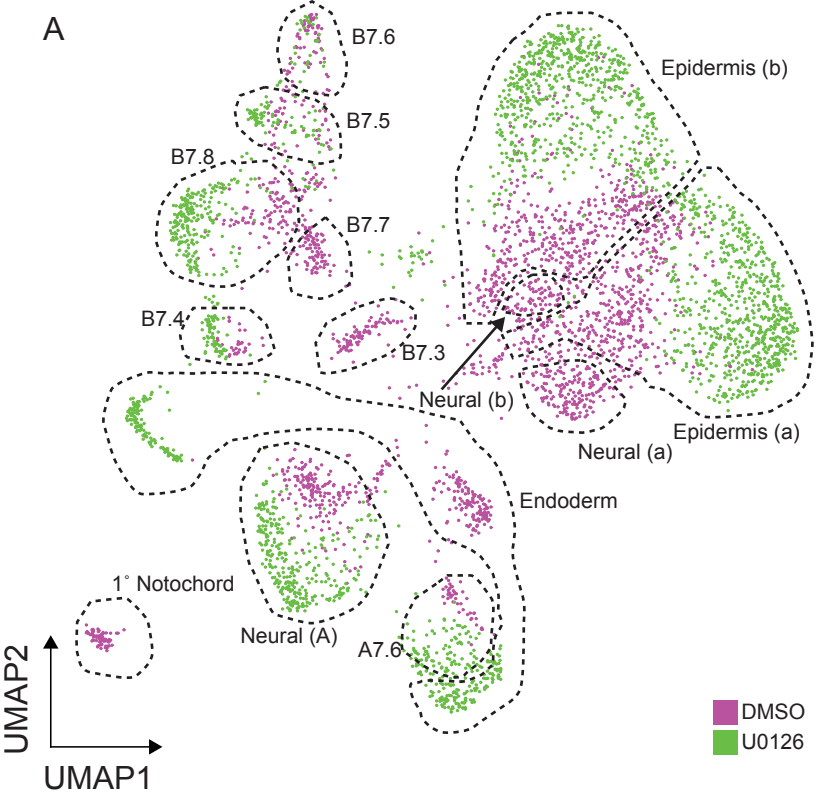 A
B7.6
Epidermis (b)
B7.5
B7.8
B7.7
B7.4
B7.3
Neural (b)
Epidermis (a)
Neural (a)
Endoderm
1˚ Notochord
Neural (A)
A7.6
UMAP2
UMAP1
DMSO
U0126